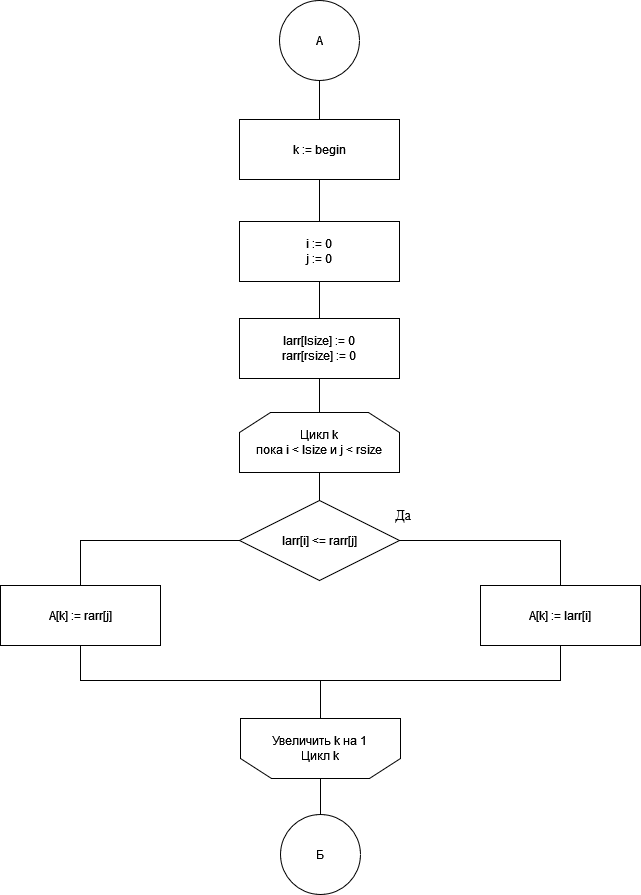 А
k := begin
i := 0
j := 0
larr[lsize] := 0
rarr[rsize] := 0
Цикл k
пока i < lsize и j < rsize
Да
larr[i] <= rarr[j]
A[k] := rarr[j]
A[k] := larr[i]
Увеличить k на 1
Цикл k
Б